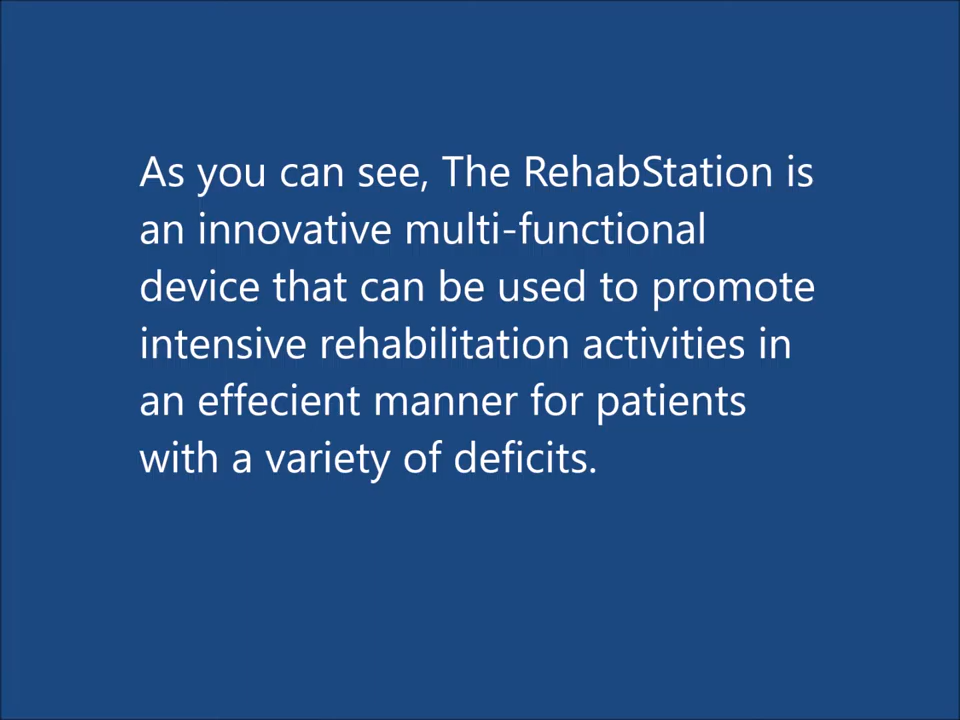 As you can see, The RehabStation is
an innovative multi-functional
device that can be used to promote
intensive rehabilitation activities in
an effecient manner for patients
with a variety of deficits.